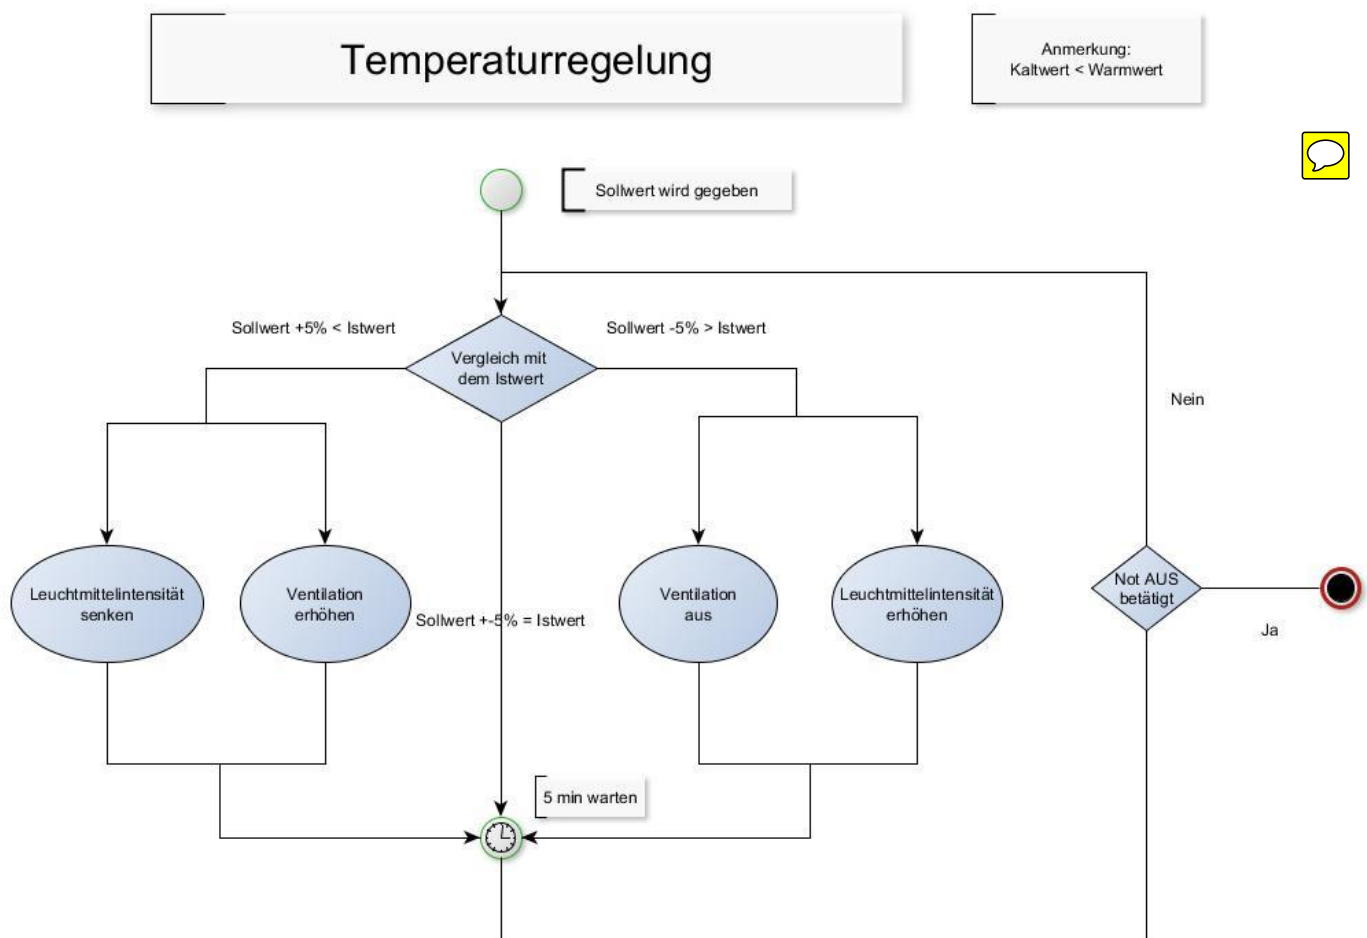 Temperaturregelung
Anmerkung:
Kaltwert < Warmwert
Sollwert wird gegeben
Sollwert +5% < Istwert
Sollwert -5% > Istwert
Vergleich mit
dem Istwert
Nein
Leuchtmittelintensität
senken
Ventilation
erhöhen
Sollwert +-5% = Istwert
Ventilation
aus
Leuchtmittelintensität
erhöhen
Not AUS
betätigt
Ja
5 min warten